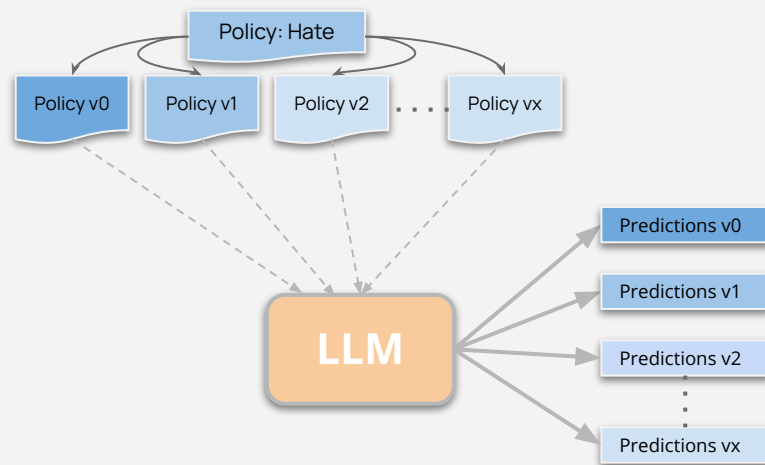 Policy: Hate
Policy v0
Policy v1
Policy v2
Policy vx
Predictions v0
Predictions v1
LLM
Predictions v2
Predictions vx